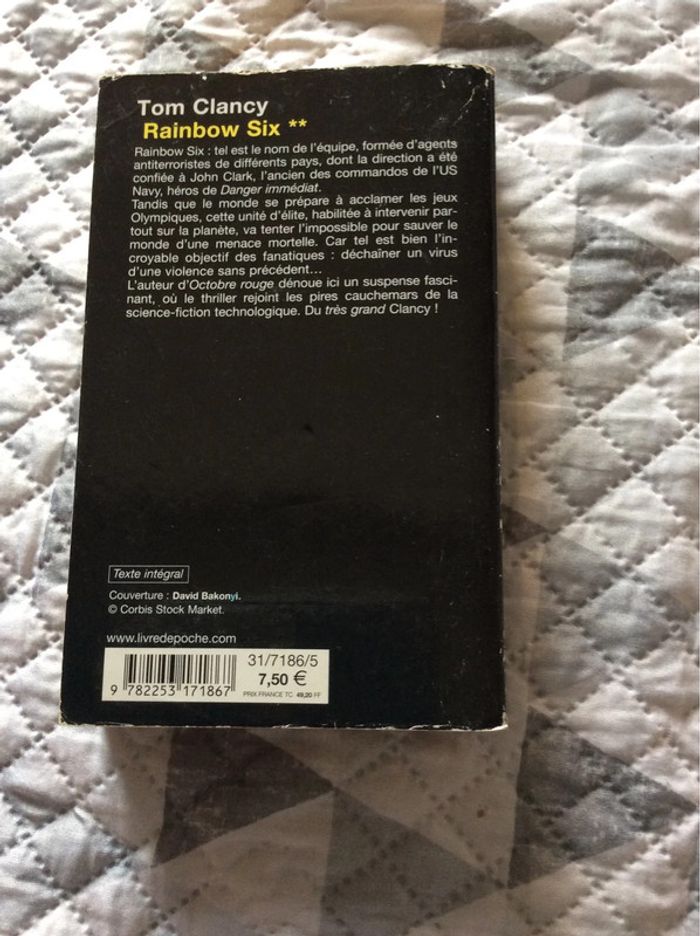 Tom Clancy
Rainbow Six **
Rainbow Six : tel est le nom de l'équipe, formée d'agents
antiterroristes de différents pays, dont la direction a été
confiée à John Clark, l'ancien des commandos de l'US
Navy, héros de Danger immédiat.
Tandis que le monde se prépare à acclamer les jeux
Olympiques, cette unité d'élite, habilitée à intervenir par-
tout sur la planète, va tenter l'impossible pour sauver le
monde d'une menace mortelle. Car tel est bien l'in-
croyable objectif des fanatiques : déchaîner un virus
d'une violence sans précédent...
L'auteur d'Octobre rouge dénoue ici un suspense fasci-
nant, où le thriller rejoint les pires cauchemars de la
science-fiction technologique. Du très grand Clancy !
Texte intégral
Couverture : David Bakonyi.
© Corbis Stock Market.
www.livredepoche.com
31/7186/5
7,50 €
PRIX FRANCE TC 49,20 FF
9 782253 171867